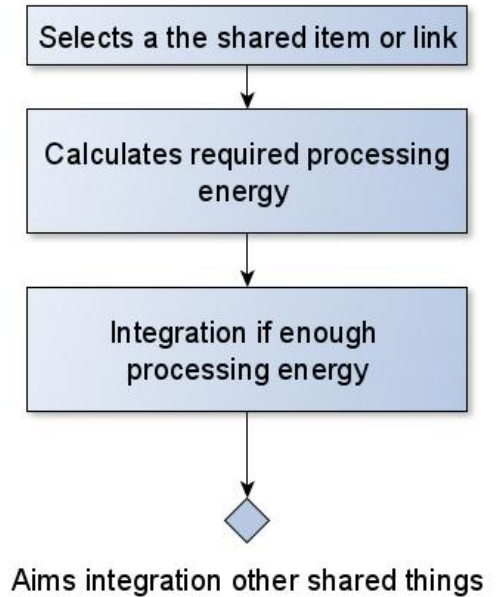 Selects a the shared item or link
Calculates required processing
energy
Integration if enough
processing energy
Aims integration other shared things